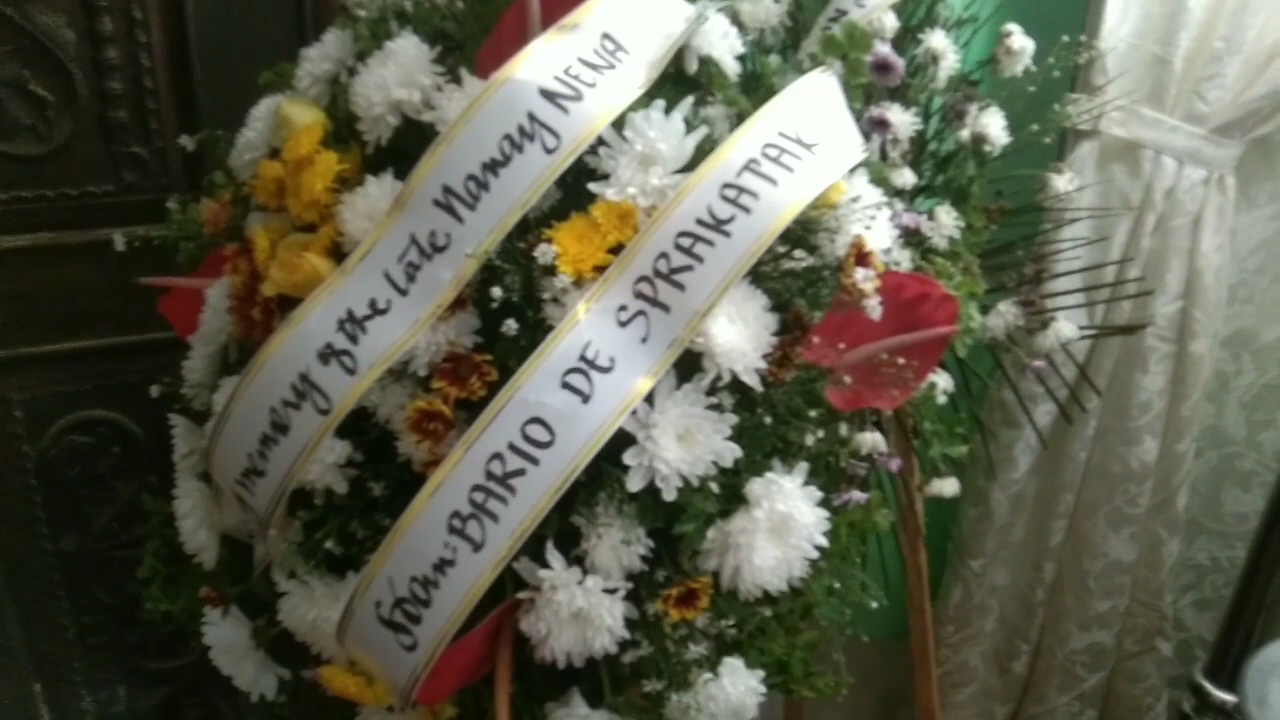 memory of the late Nanay NENA
from: BARIO DE SPRAKATAK